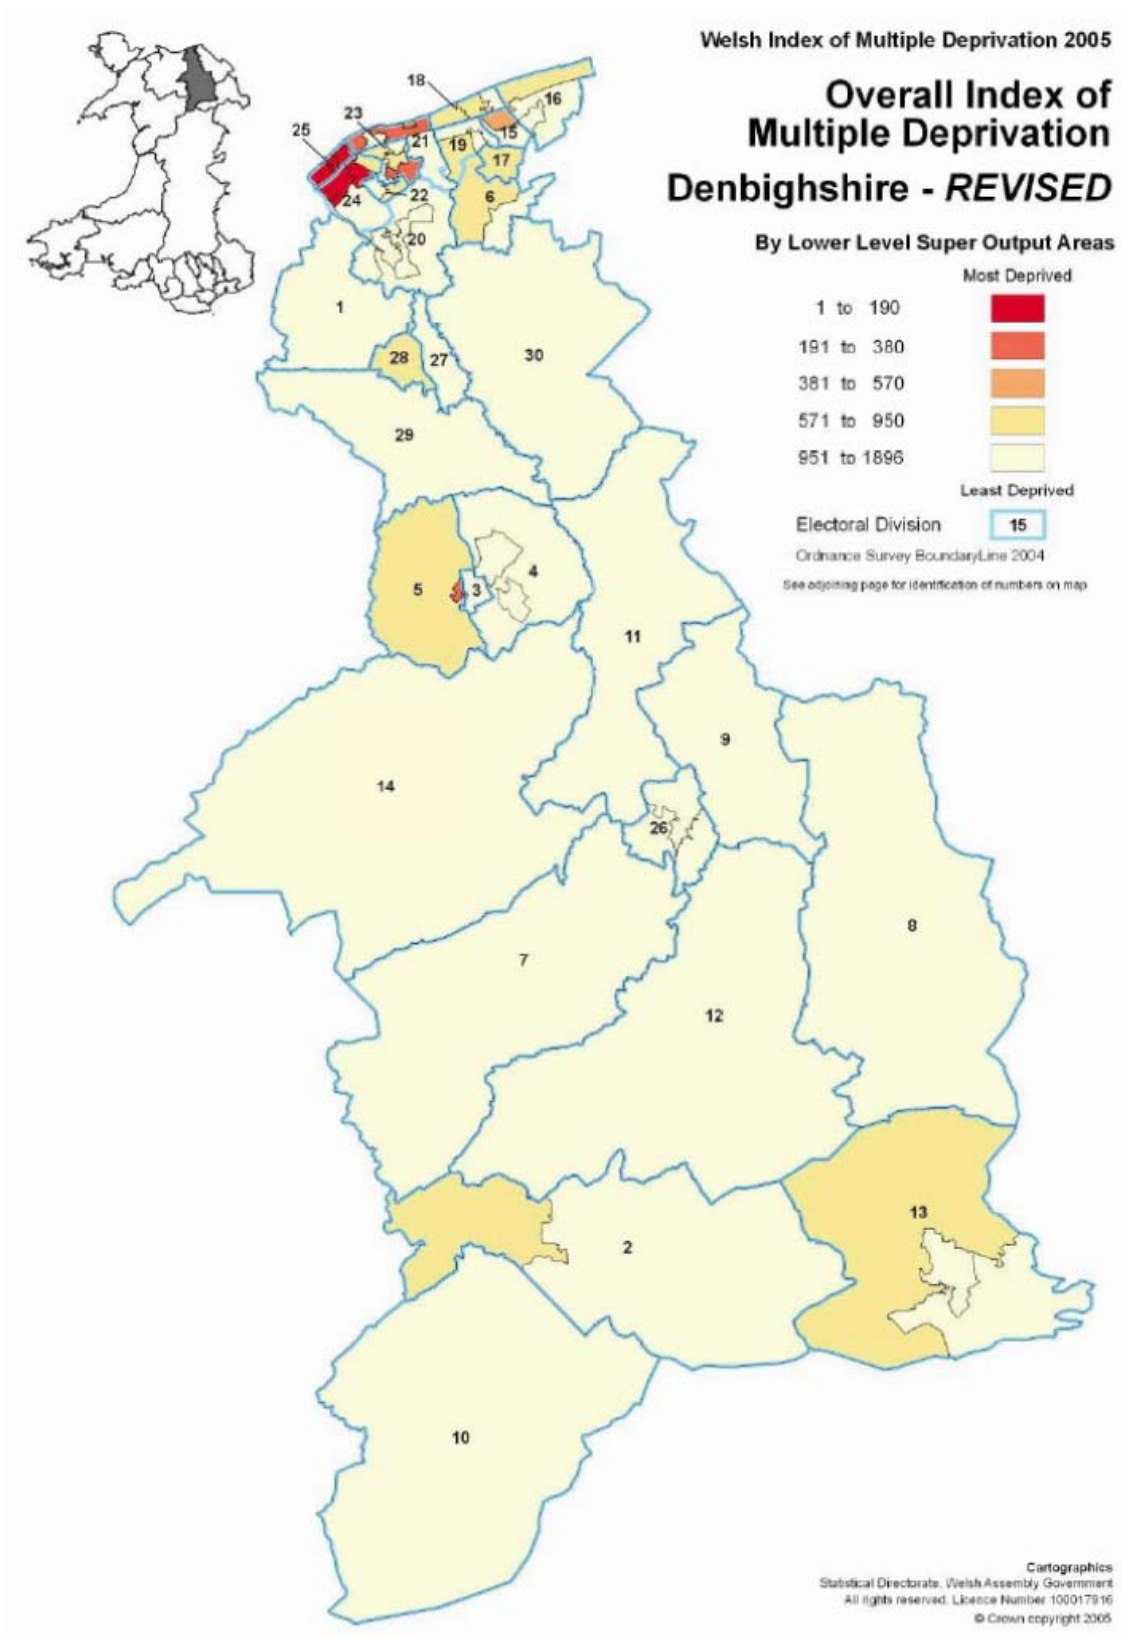 Welsh Index of Multiple Deprivation 2005
Overall Index of
Multiple Deprivation
Denbighshire - REVISED
By Lower Level Super Output Areas
Most Deprived
1 to 190
191 to 380
381 to 570
571 to 950
951 to 1896
Least Deprived
Electoral Division 15
Ordnance Survey BoundaryLine 2004
See adjoining page for identification of numbers on map
18
16
23
25
21
15
19
17
24
22
6
20
1
28
27
30
29
5
3
4
11
9
14
26
8
7
12
13
2
10
Cartographics
Statistical Directorate, Welsh Assembly Government
All rights reserved. Licence Number 100017916
© Crown copyright 2005